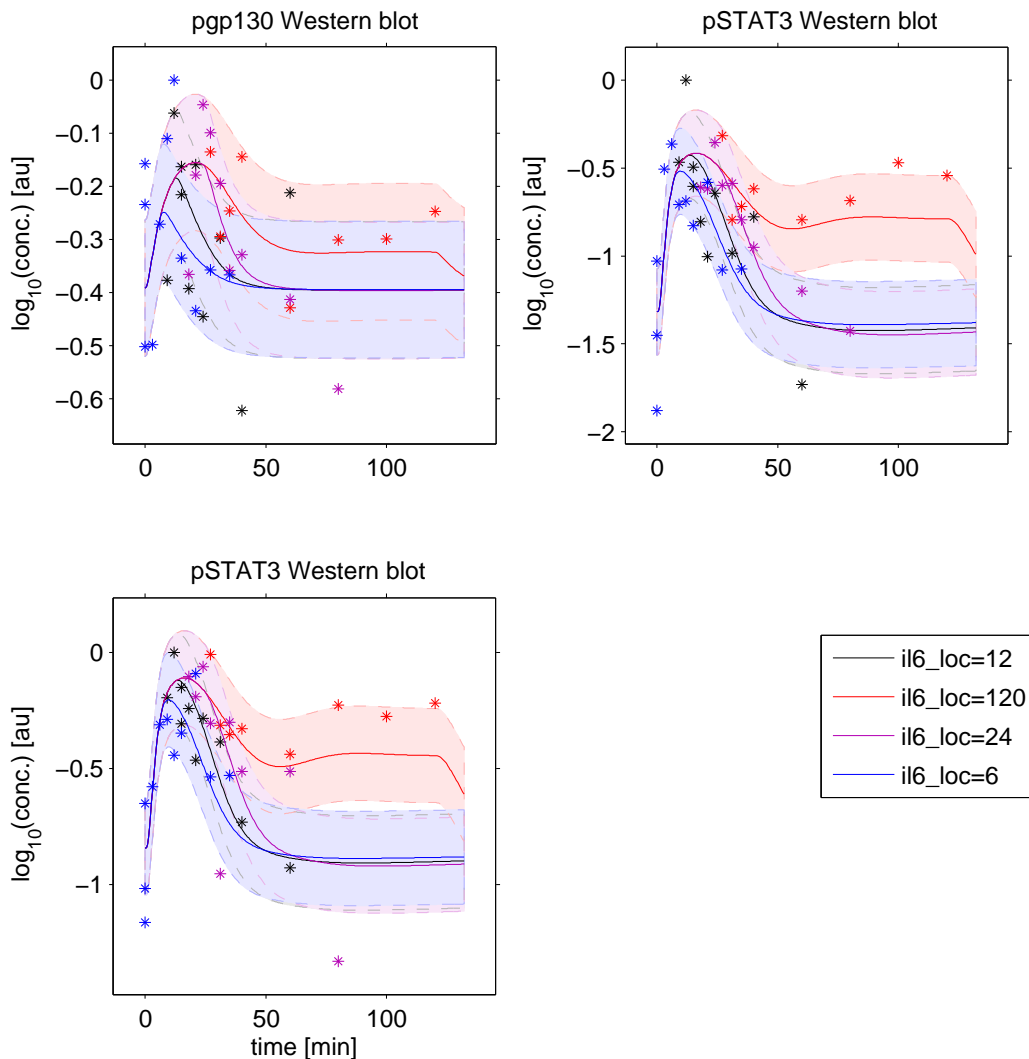 pgp130 Western blot
log10(conc.) [au]
0
−0.1
−0.2
−0.3
−0.4
−0.5
−0.6
0 50 100
pSTAT3 Western blot
log10(conc.) [au]
0
−0.5
−1
−1.5
−2
0 50 100
pSTAT3 Western blot
log10(conc.) [au]
0
−0.5
−1
0 50 100
time [min]
il6_loc=12
il6_loc=120
il6_loc=24
il6_loc=6